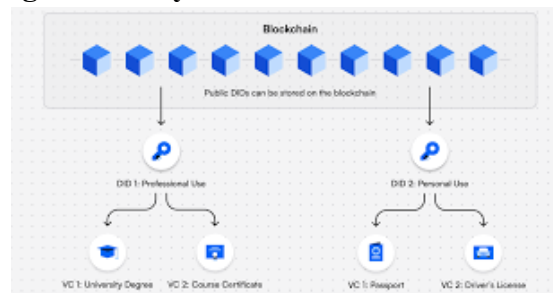 Blockchain
Public DIDs can be stored on the blockchain
DID 1: Professional Use
DID 2: Personal Use
VC 1: University Degree
VC 2: Course Certificate
VC 1: Passport
VC 2: Driver's License